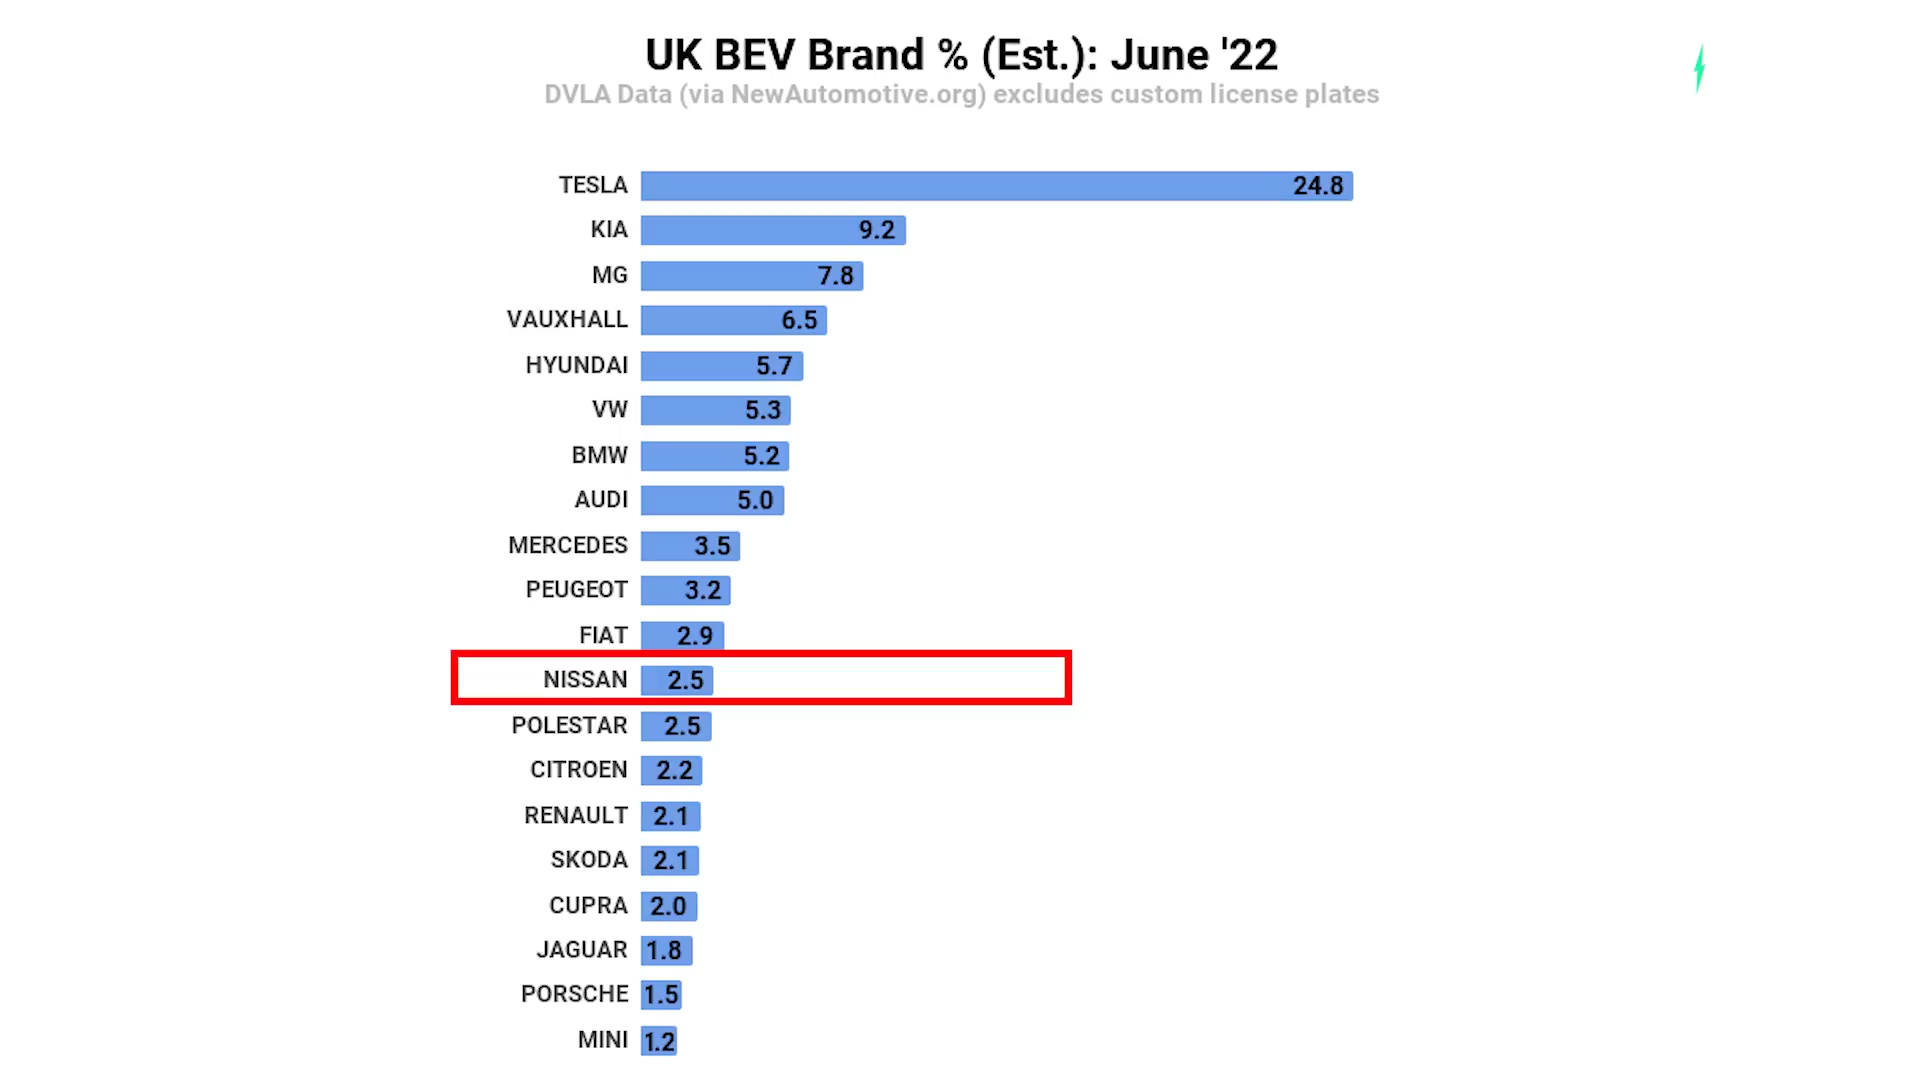 UK BEV Brand % (Est.): June '22
DVLA Data (via NewAutomotive.org) excludes custom license plates
TESLA 24.8
KIA 9.2
MG 7.8
VAUXHALL 6.5
HYUNDAI 5.7
VW 5.3
BMW 5.2
AUDI 5.0
MERCEDES 3.5
PEUGEOT 3.2
FIAT 2.9
NISSAN 2.5
POLESTAR 2.5
CITROEN 2.2
RENAULT 2.1
SKODA 2.1
CUPRA 2.0
JAGUAR 1.8
PORSCHE 1.5
MINI 1.2